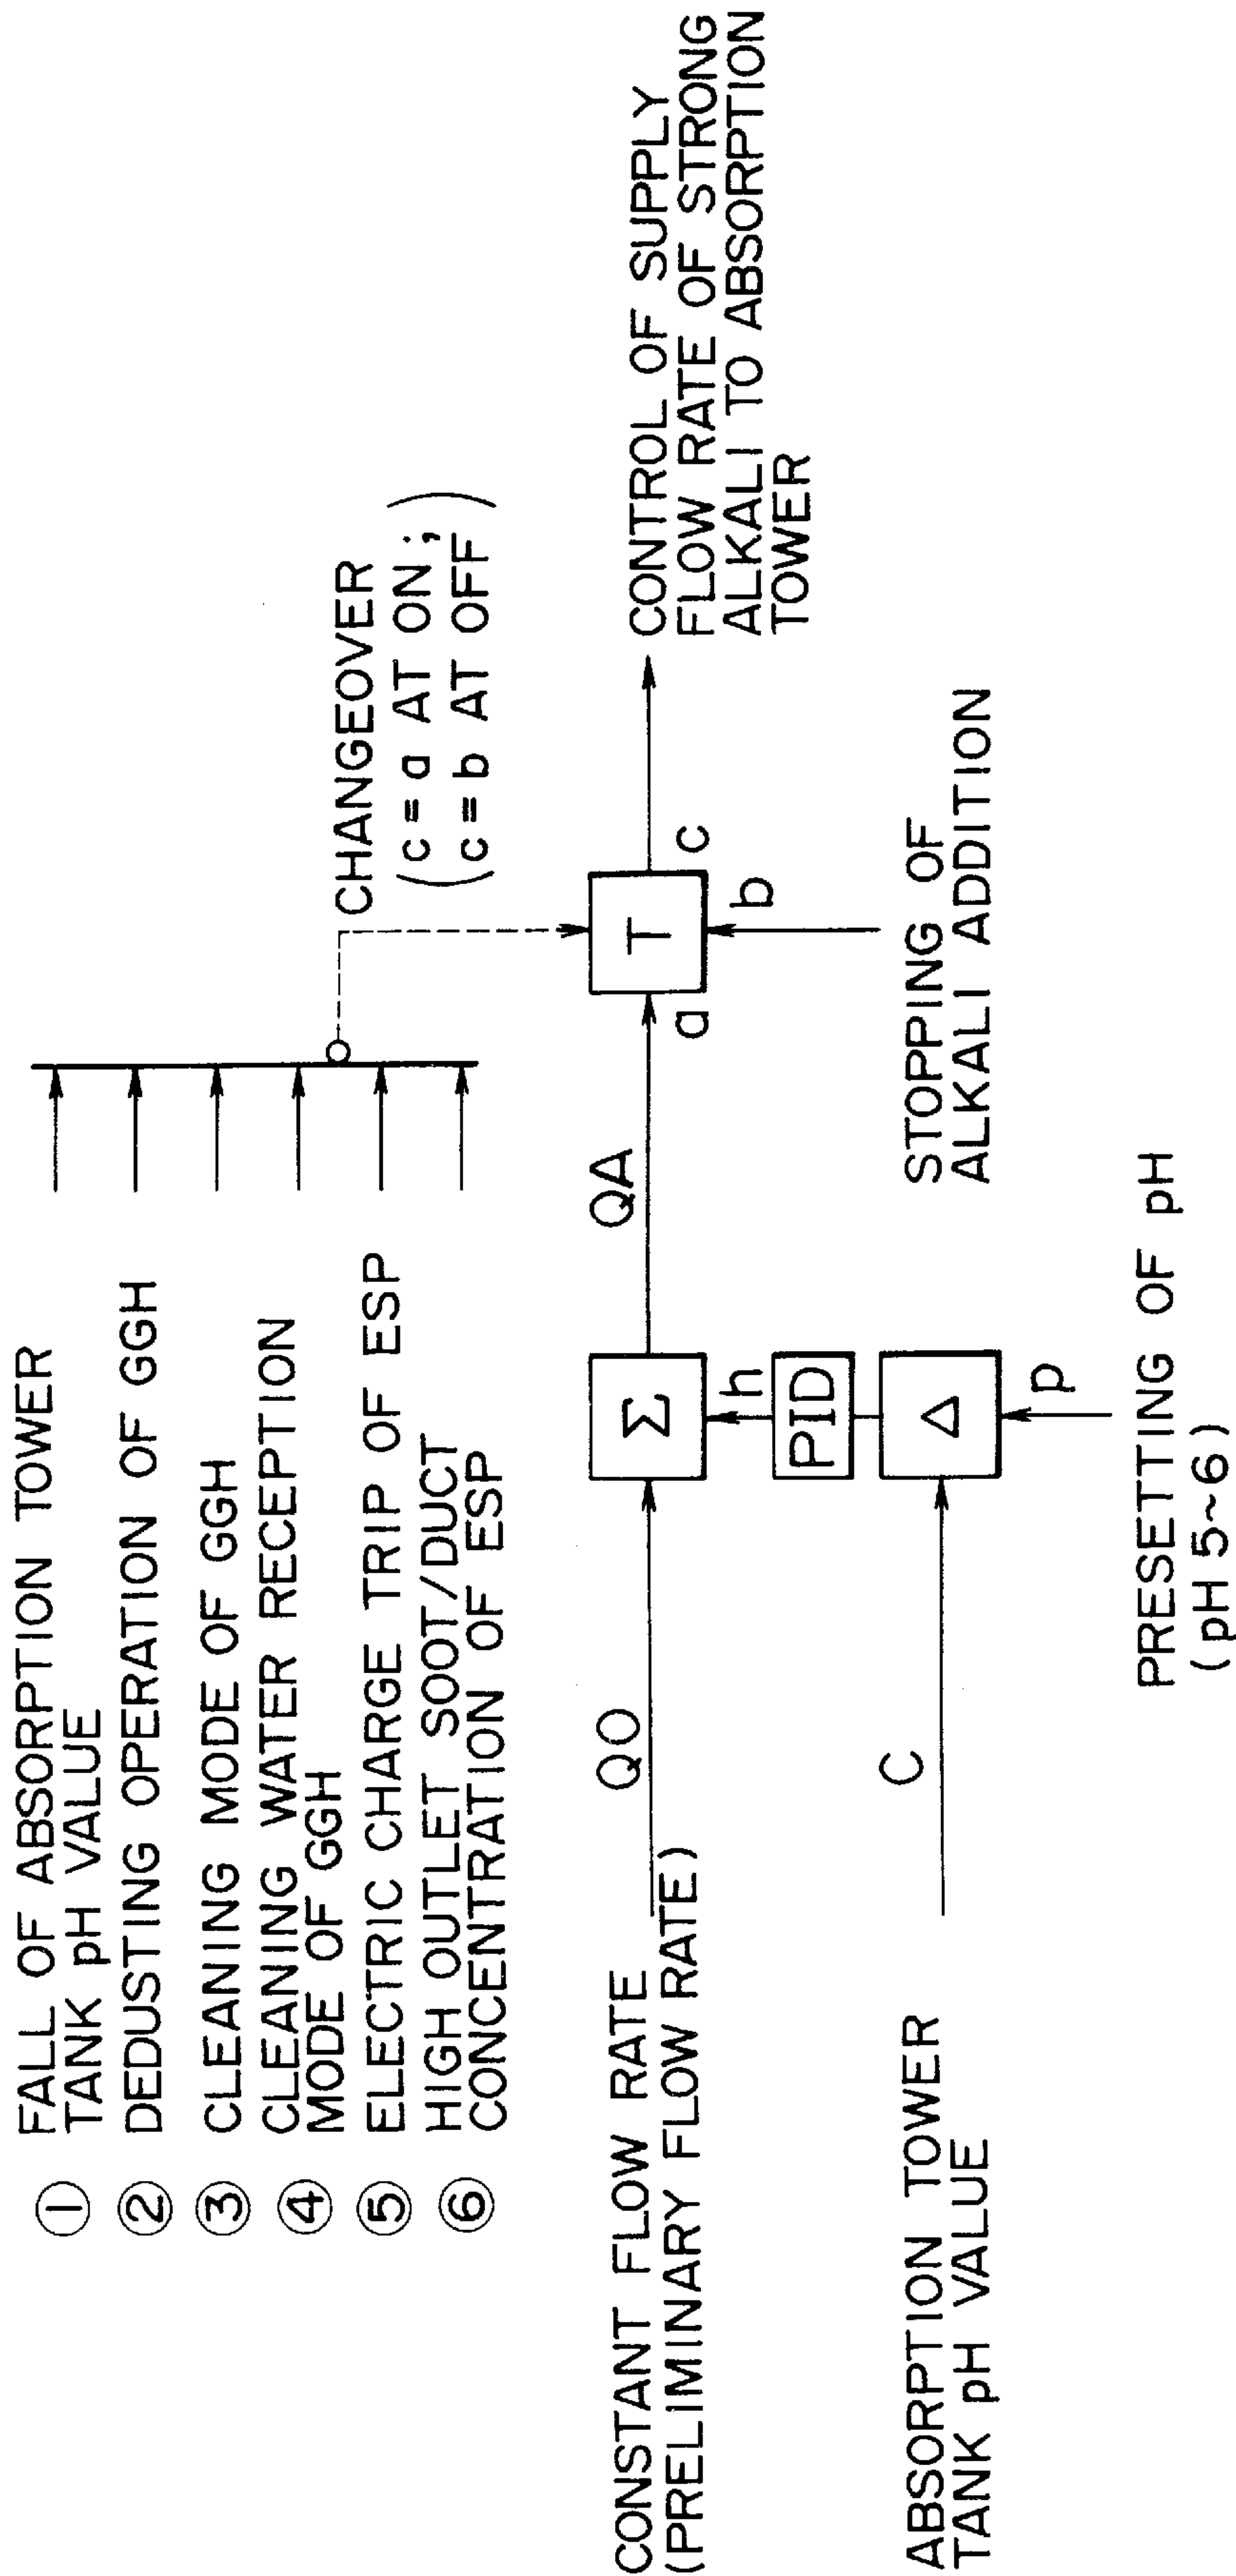 ① FALL OF ABSORPTION TOWER
TANK pH VALUE
② DEDUSTING OPERATION OF GGH
③ CLEANING MODE OF GGH
④ CLEANING WATER RECEPTION
MODE OF GGH
⑤ ELECTRIC CHARGE TRIP OF ESP
⑥ HIGH OUTLET SOOT/DUCT
CONCENTRATION OF ESP
CHANGEOVER
(c = a AT ON ;
c = b AT OFF)
CONSTANT FLOW RATE
(PRELIMINARY FLOW RATE)
QO
Σ
QA
a
T
c
b
CONTROL OF SUPPLY
FLOW RATE OF STRONG
ALKALI TO ABSORPTION
TOWER
h
PID
STOPPING OF
ALKALI ADDITION
ABSORPTION TOWER
TANK pH VALUE
C
Δ
p
PRESETTING OF pH
(pH 5~6)